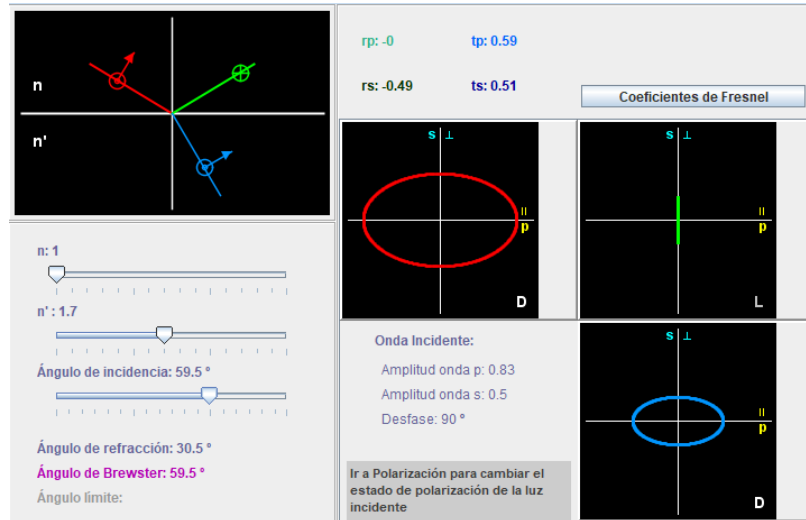 n
n'
rp: -0
tp: 0.59
rs: -0.49
ts: 0.51
Coeficientes de Fresnel
s ⊥
II
p
D
s ⊥
II
p
L
n: 1
n' : 1.7
Ángulo de incidencia: 59.5 º
Ángulo de refracción: 30.5 º
Ángulo de Brewster: 59.5 º
Ángulo límite:
Onda Incidente:
Amplitud onda p: 0.83
Amplitud onda s: 0.5
Desfase: 90 º
Ir a Polarización para cambiar el
estado de polarización de la luz
incidente
s ⊥
II
p
D